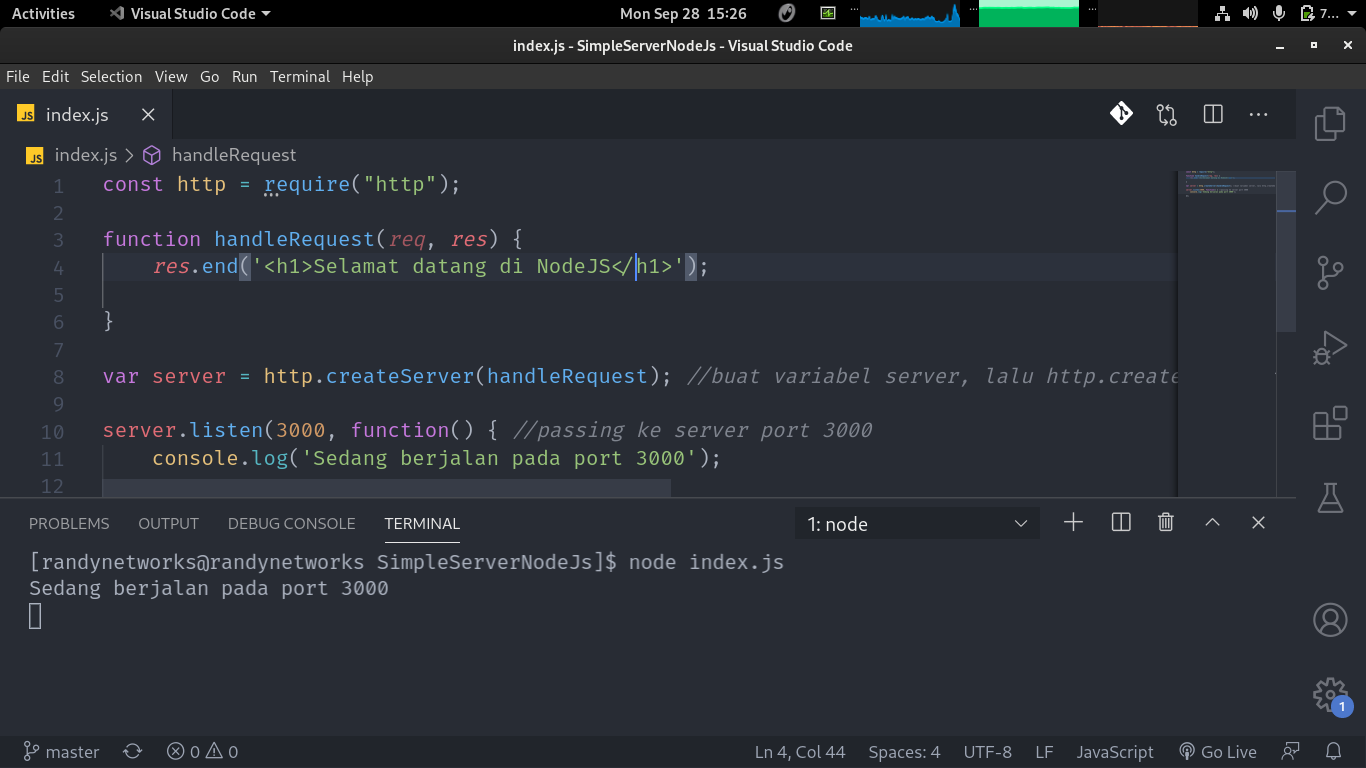 Activities Visual Studio Code Mon Sep 28 15:26 7...
index.js - SimpleServerNodeJs - Visual Studio Code
File Edit Selection View Go Run Terminal Help
JS index.js
JS index.js > handleRequest
1 const http = require("http");
2
3 function handleRequest(req, res) {
4 res.end('<h1>Selamat datang di NodeJS</h1>');
5
6 }
7
8 var server = http.createServer(handleRequest); //buat variabel server, lalu http.create
9
10 server.listen(3000, function() { //passing ke server port 3000
11 console.log('Sedang berjalan pada port 3000');
12
PROBLEMS OUTPUT DEBUG CONSOLE TERMINAL 1: node
[randynetworks@randynetworks SimpleServerNodeJs]$ node index.js
Sedang berjalan pada port 3000
1
master 0 0 Ln 4, Col 44 Spaces: 4 UTF-8 LF JavaScript Go Live